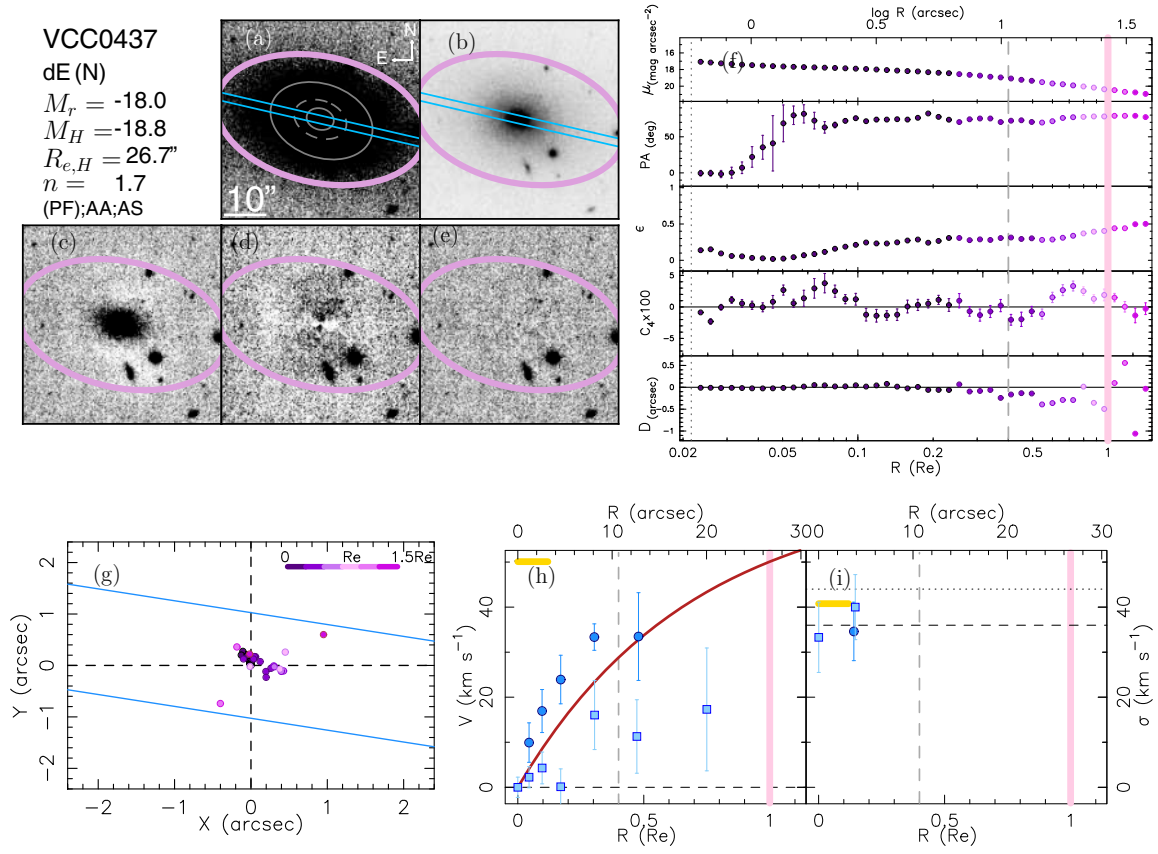 VCC0437
dE (N)
M_r = -18.0
M_H = -18.8
R_{e,H} = 26.7"
n = 1.7
(PF);AA;AS
(a)
N
E
10"
(b)
(c)
(d)
(e)
log R (arcsec)
0 0.5 1 1.5
(f)
μ(mag arcsec⁻²)
16
18
20
PA (deg)
50
0
ε
0.5
0
C₄x100
5
0
-5
D(arcsec)
0.5
0
-0.5
-1
0.02 0.05 0.1 0.2 0.5 1
R (Re)
(g)
0 Re 1.5Re
Y (arcsec)
2
1
0
-1
-2
-2 -1 0 1 2
X (arcsec)
R (arcsec)
0 10 20 30
(h)
V (km s⁻¹)
40
20
0
0 0.5 1
R (Re)
R (arcsec)
0 10 20 30
(i)
σ (km s⁻¹)
40
20
0
0 0.5 1
R (Re)